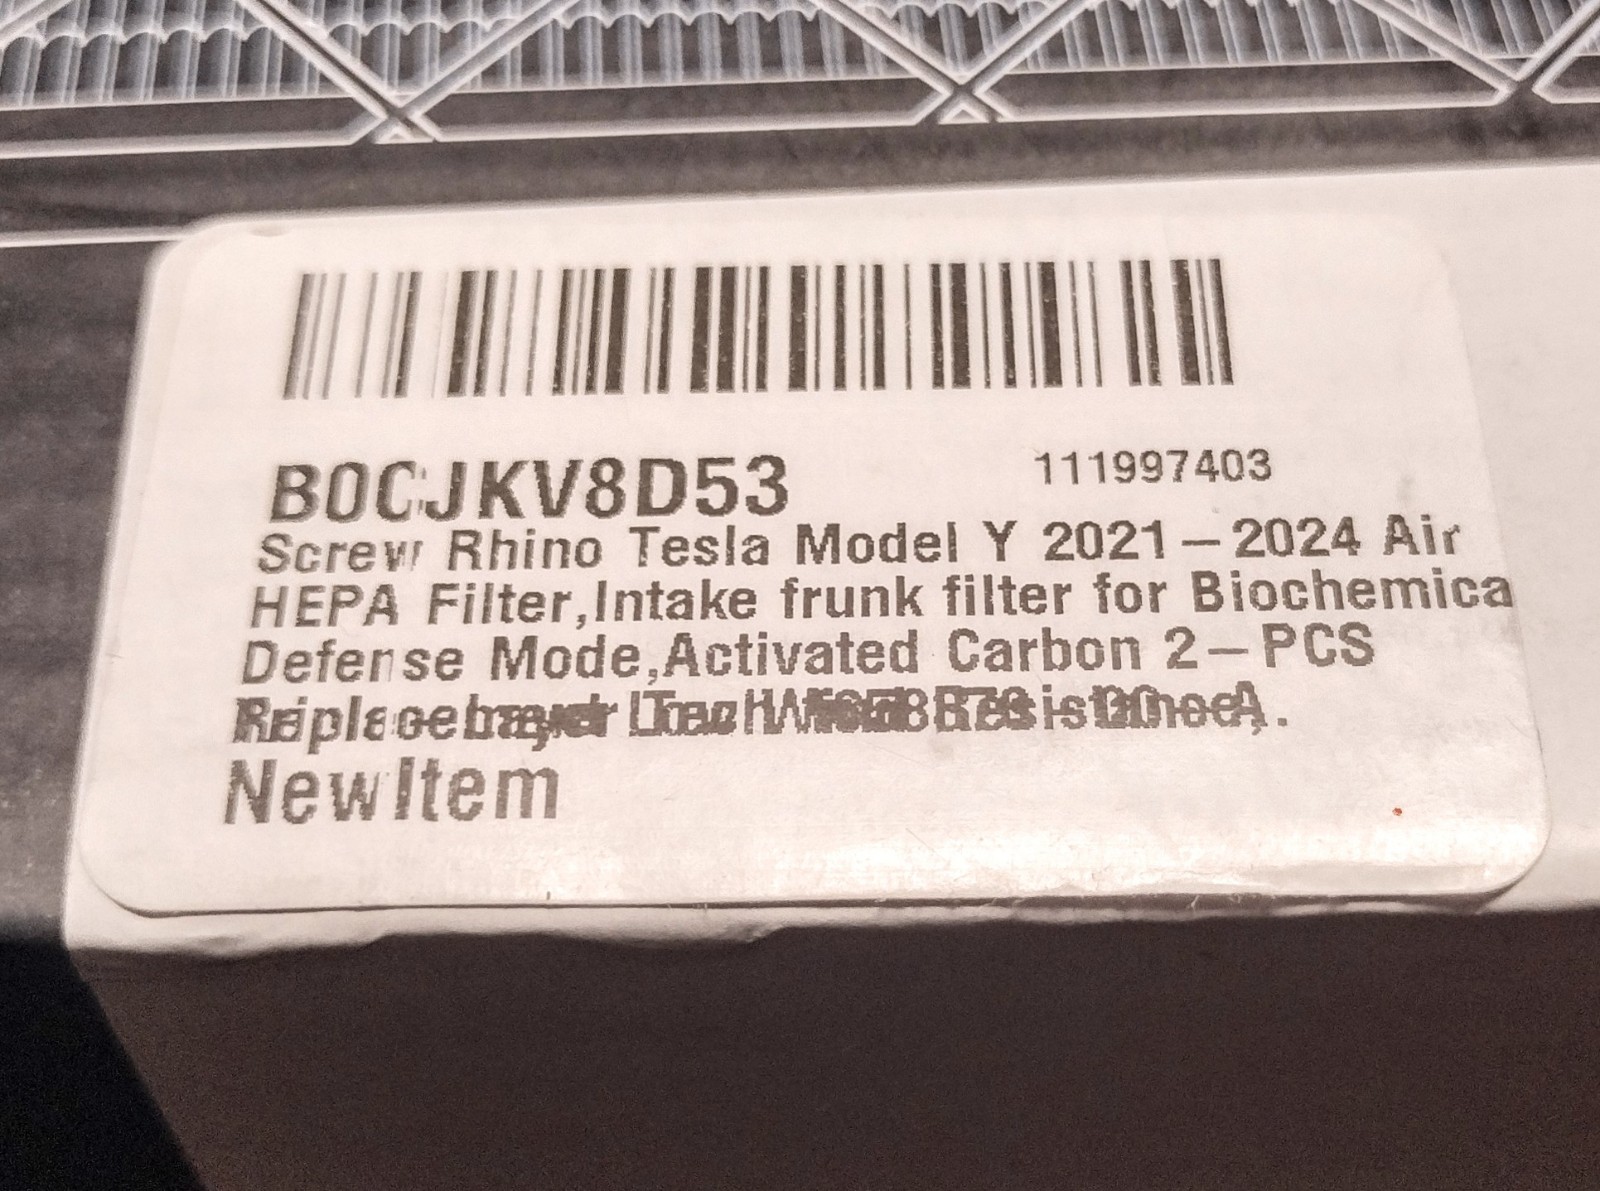 B0CJKV8D53 111997403
Screw Rhino Tesla Model Y 2021-2024 Air
HEPA Filter,Intake frunk filter for Biochemica
Defense Mode,Activated Carbon 2-PCS
NewItem